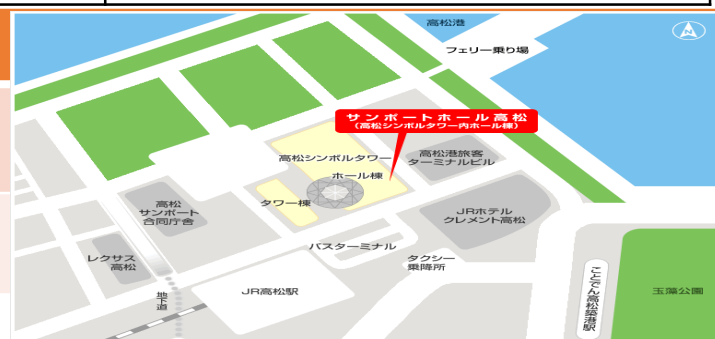 高松港
フェリー乗り場
N
サンポートホール高松
(高松シンボルタワー内ホール棟)
高松シンボルタワー
ホール棟
高松港旅客
ターミナルビル
タワー棟
高松
サンポート
合同庁舎
JRホテル
クレメント高松
バスターミナル
レクサス
高松
タクシー
乗降所
地下道
JR高松駅
ことでん高松築港駅
玉藻公園